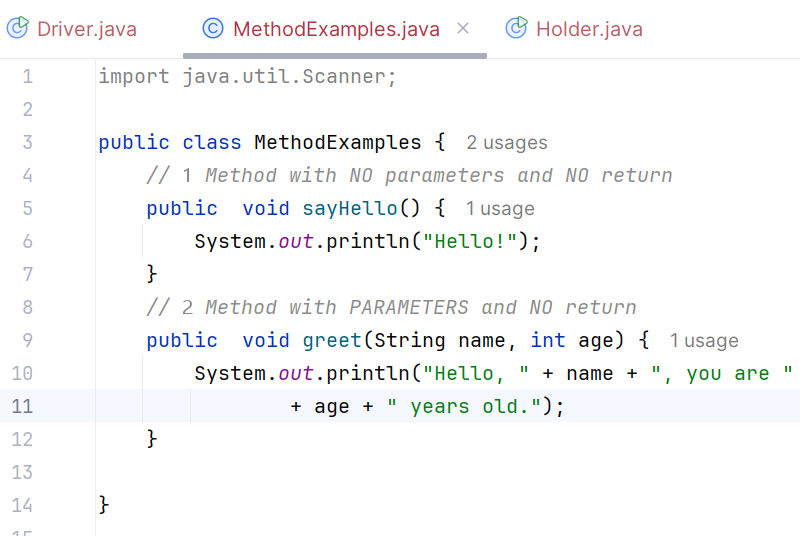 Driver.java MethodExamples.java × Holder.java
1 import java.util.Scanner;
2
3 public class MethodExamples { 2 usages
4 // 1 Method with NO parameters and NO return
5 public  void sayHello() { 1 usage
6 System.out.println("Hello!");
7 }
8 // 2 Method with PARAMETERS and NO return
9 public  void greet(String name, int age) { 1 usage
10 System.out.println("Hello, " + name + ", you are "
11 + age + " years old.");
12 }
13
14 }
15